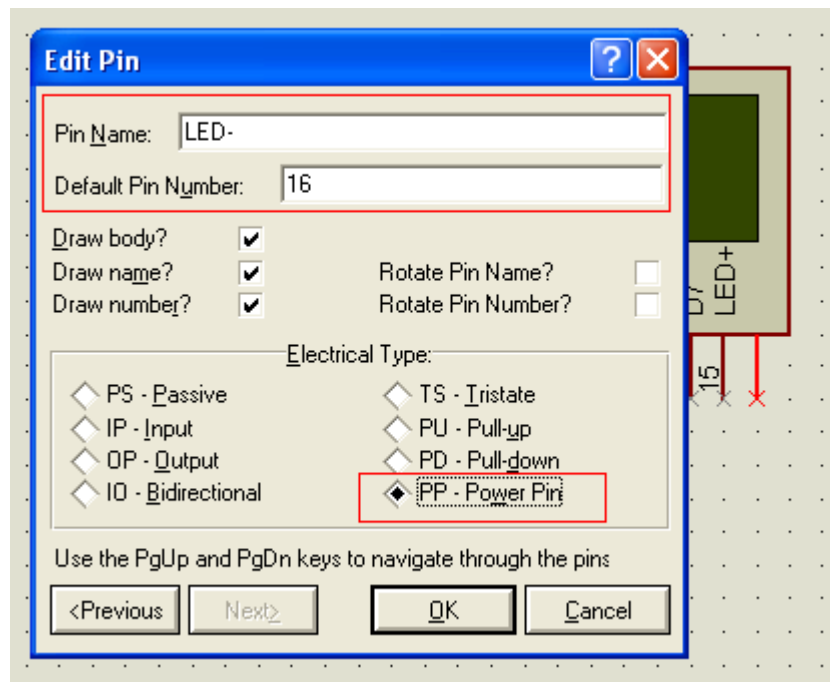 Edit Pin
Pin Name: LED-
Default Pin Number: 16
Draw body?
Draw name? Rotate Pin Name?
Draw number? Rotate Pin Number?
Electrical Type:
PS - Passive TS - Tristate
IP - Input PU - Pull-up
OP - Output PD - Pull-down
IO - Bidirectional PP - Power Pin
Use the PgUp and PgDn keys to navigate through the pins
<Previous Next> OK Cancel
LED+
15